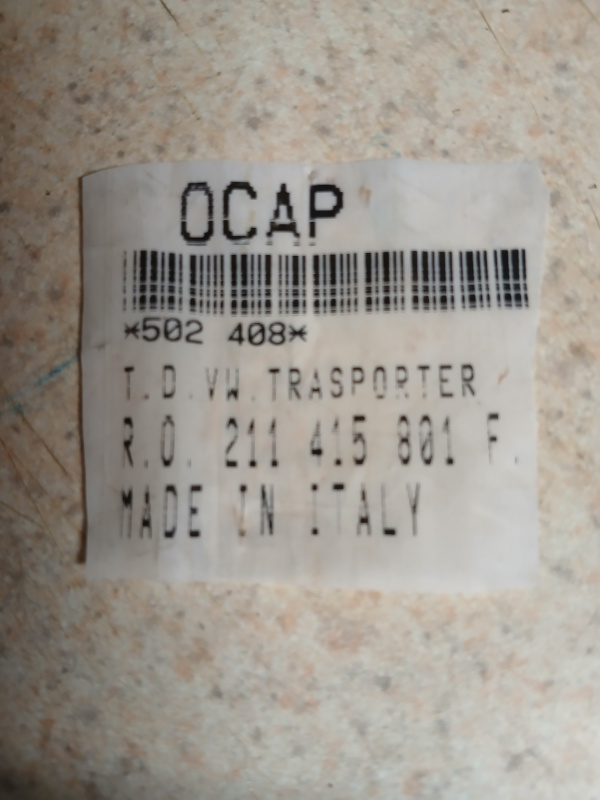 OCAP
*502 408*
T.D.VW.TRASPORTER
R.O. 211 415 801 F.
MADE IN ITALY